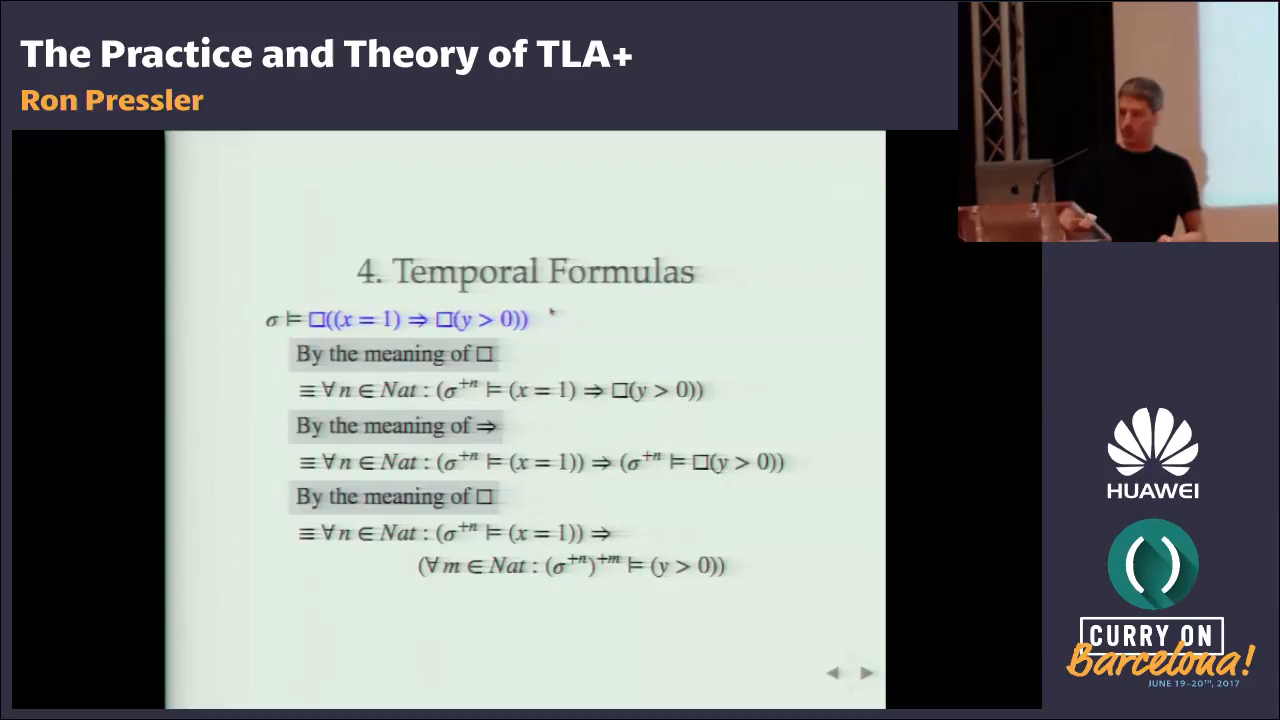 The Practice and Theory of TLA+
Ron Pressler
4. Temporal Formulas
σ ⊨ □((x = 1) ⇒ □(y > 0))
By the meaning of □
≡ ∀ n ∈ Nat : (σ⁺ⁿ ⊨ (x = 1) ⇒ □(y > 0))
By the meaning of ⇒
≡ ∀ n ∈ Nat : (σ⁺ⁿ ⊨ (x = 1)) ⇒ (σ⁺ⁿ ⊨ □(y > 0))
By the meaning of □
≡ ∀ n ∈ Nat : (σ⁺ⁿ ⊨ (x = 1)) ⇒
(∀ m ∈ Nat : (σ⁺ⁿ)⁺ᵐ ⊨ (y > 0))
HUAWEI
()
CURRY ON
Barcelona!
JUNE 19-20TH, 2017